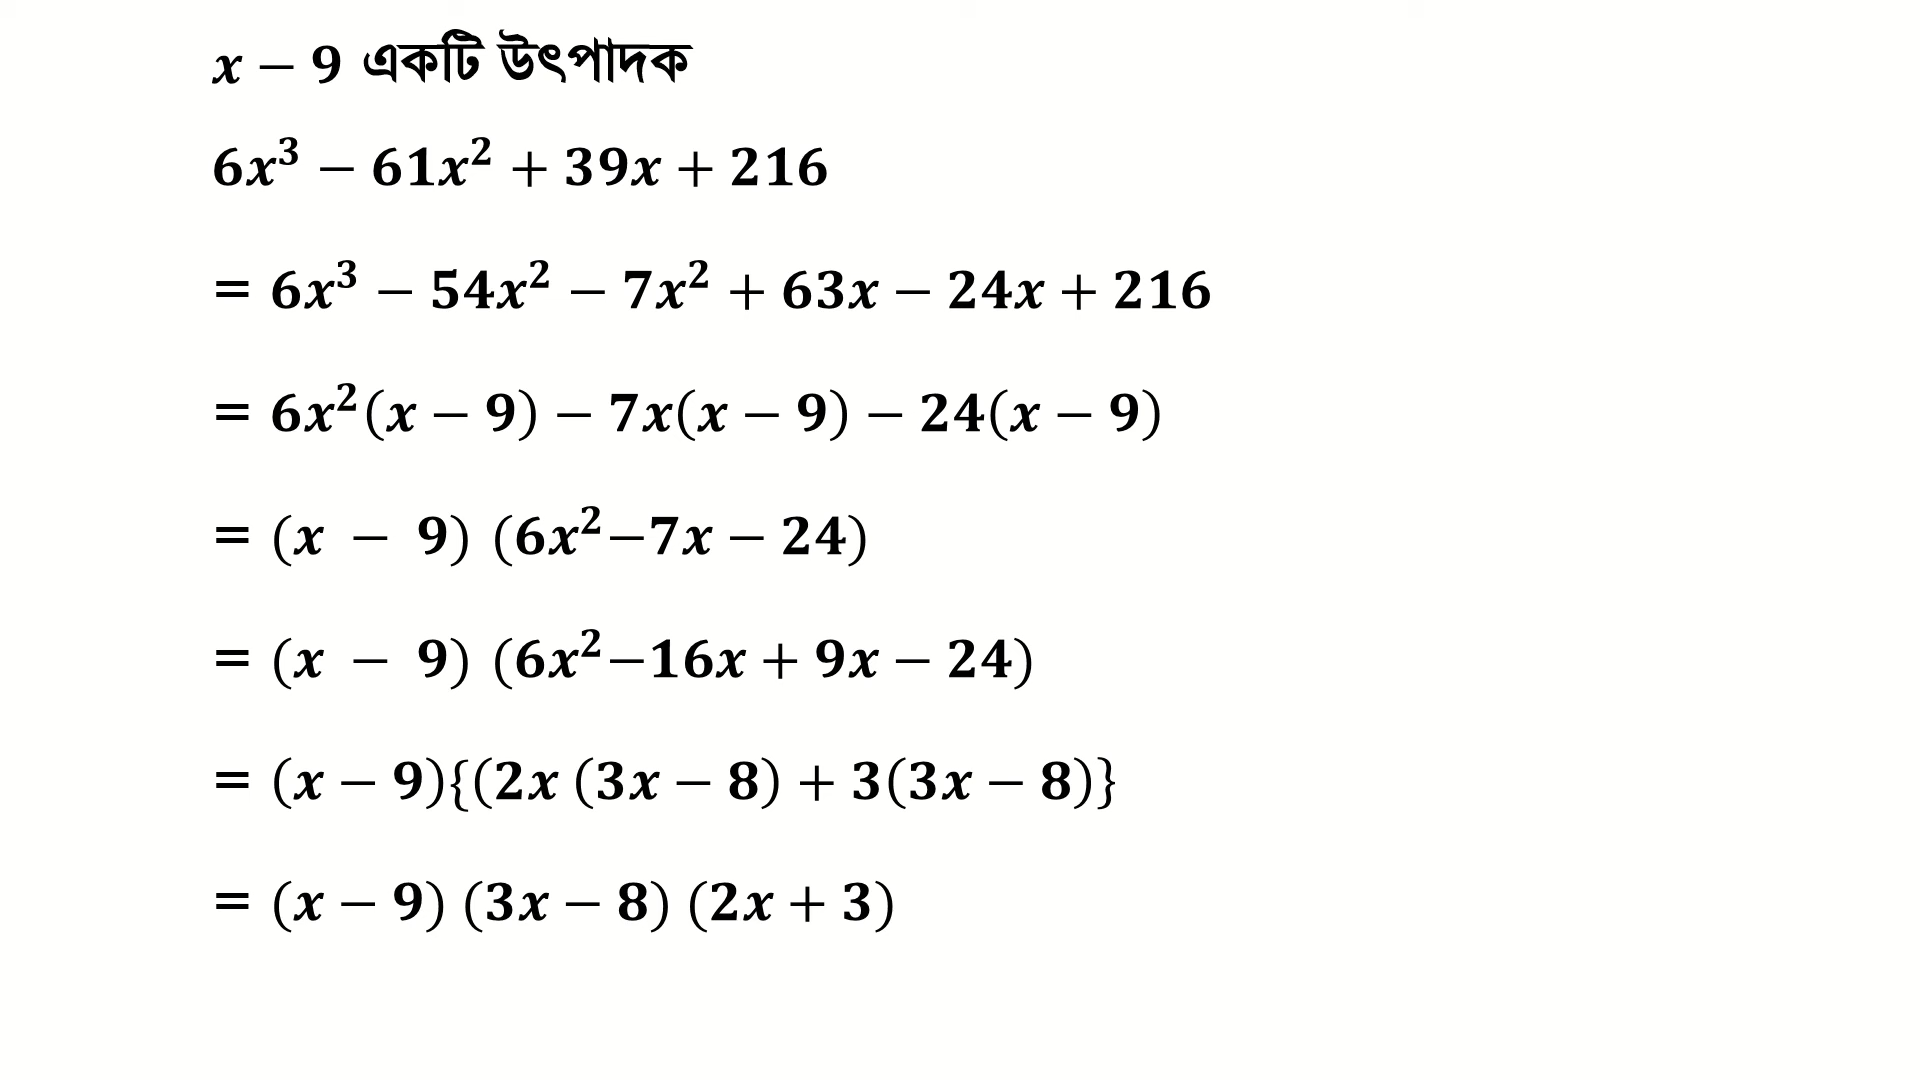 x − 9 একটি উৎপাদক
6x³ − 61x² + 39x + 216
= 6x³ − 54x² − 7x² + 63x − 24x + 216
= 6x²(x − 9) − 7x(x − 9) − 24(x − 9)
= (x − 9) (6x²−7x − 24)
= (x − 9) (6x²−16x + 9x − 24)
= (x − 9){(2x (3x − 8) + 3(3x − 8)}
= (x − 9) (3x − 8) (2x + 3)